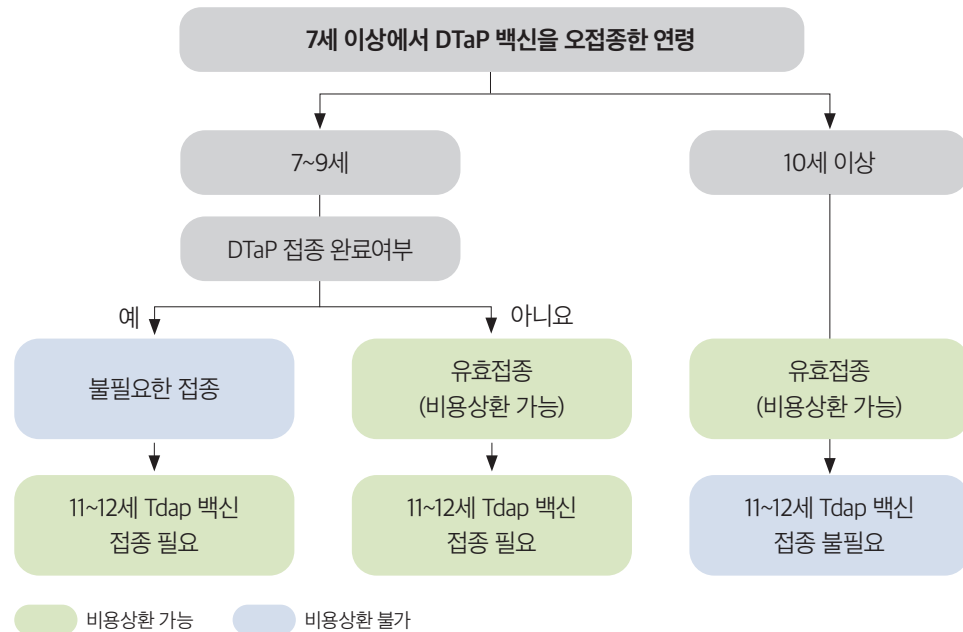 7세 이상에서 DTaP 백신을 오접종한 연령
7~9세
10세 이상
DTaP 접종 완료여부
예
아니요
불필요한 접종
유효접종
(비용상환 가능)
유효접종
(비용상환 가능)
11~12세 Tdap 백신
접종 필요
11~12세 Tdap 백신
접종 필요
11~12세 Tdap 백신
접종 불필요
비용상환 가능
비용상환 불가